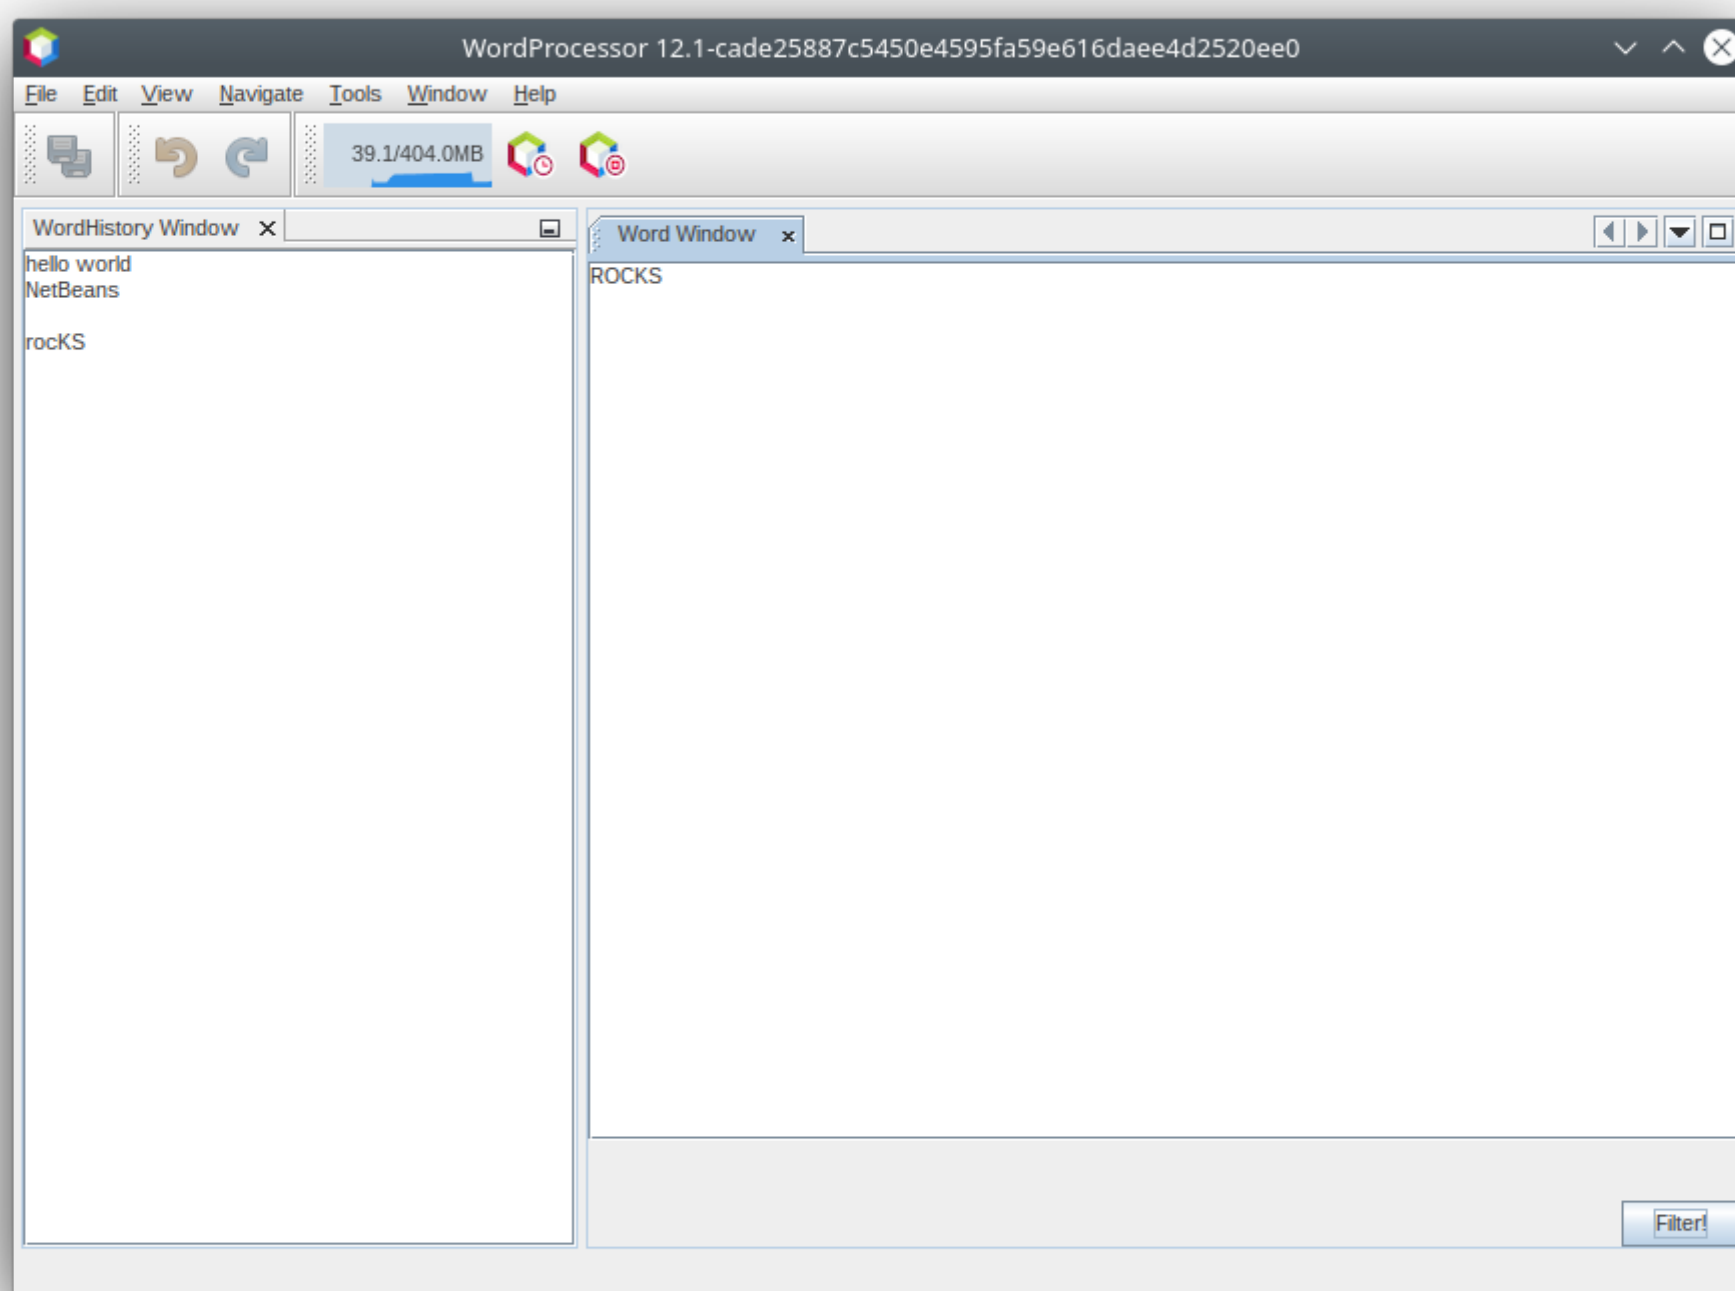 WordProcessor 12.1-cade25887c5450e4595fa59e616daee4d2520ee0
File Edit View Navigate Tools Window Help
39.1/404.0MB
WordHistory Window
hello world
NetBeans
rocKS
Word Window
ROCKS
Filter!